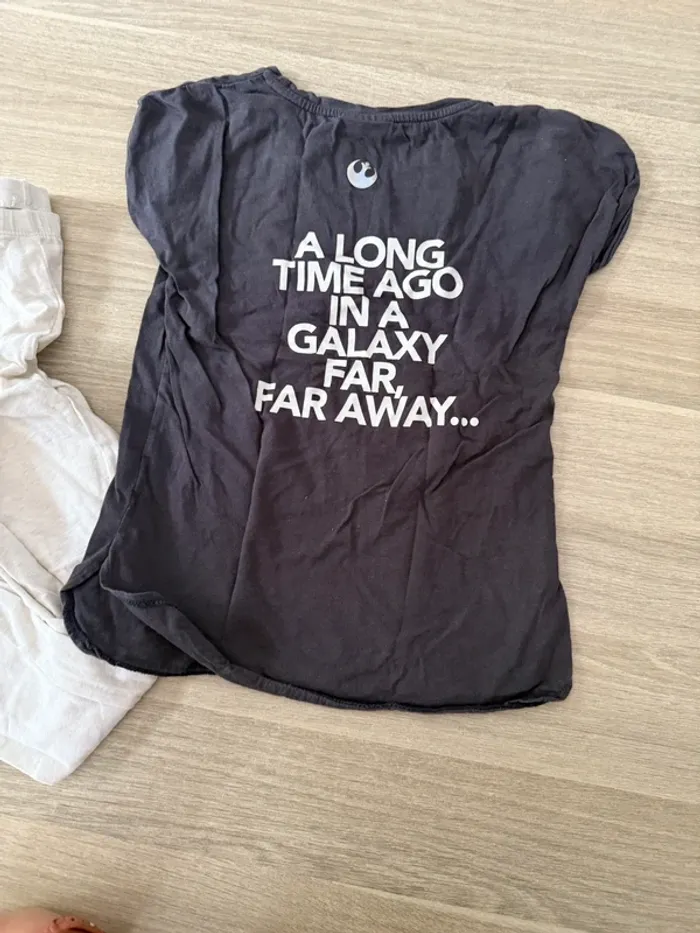 A LONG
TIME AGO
IN A
GALAXY
FAR,
FAR AWAY...